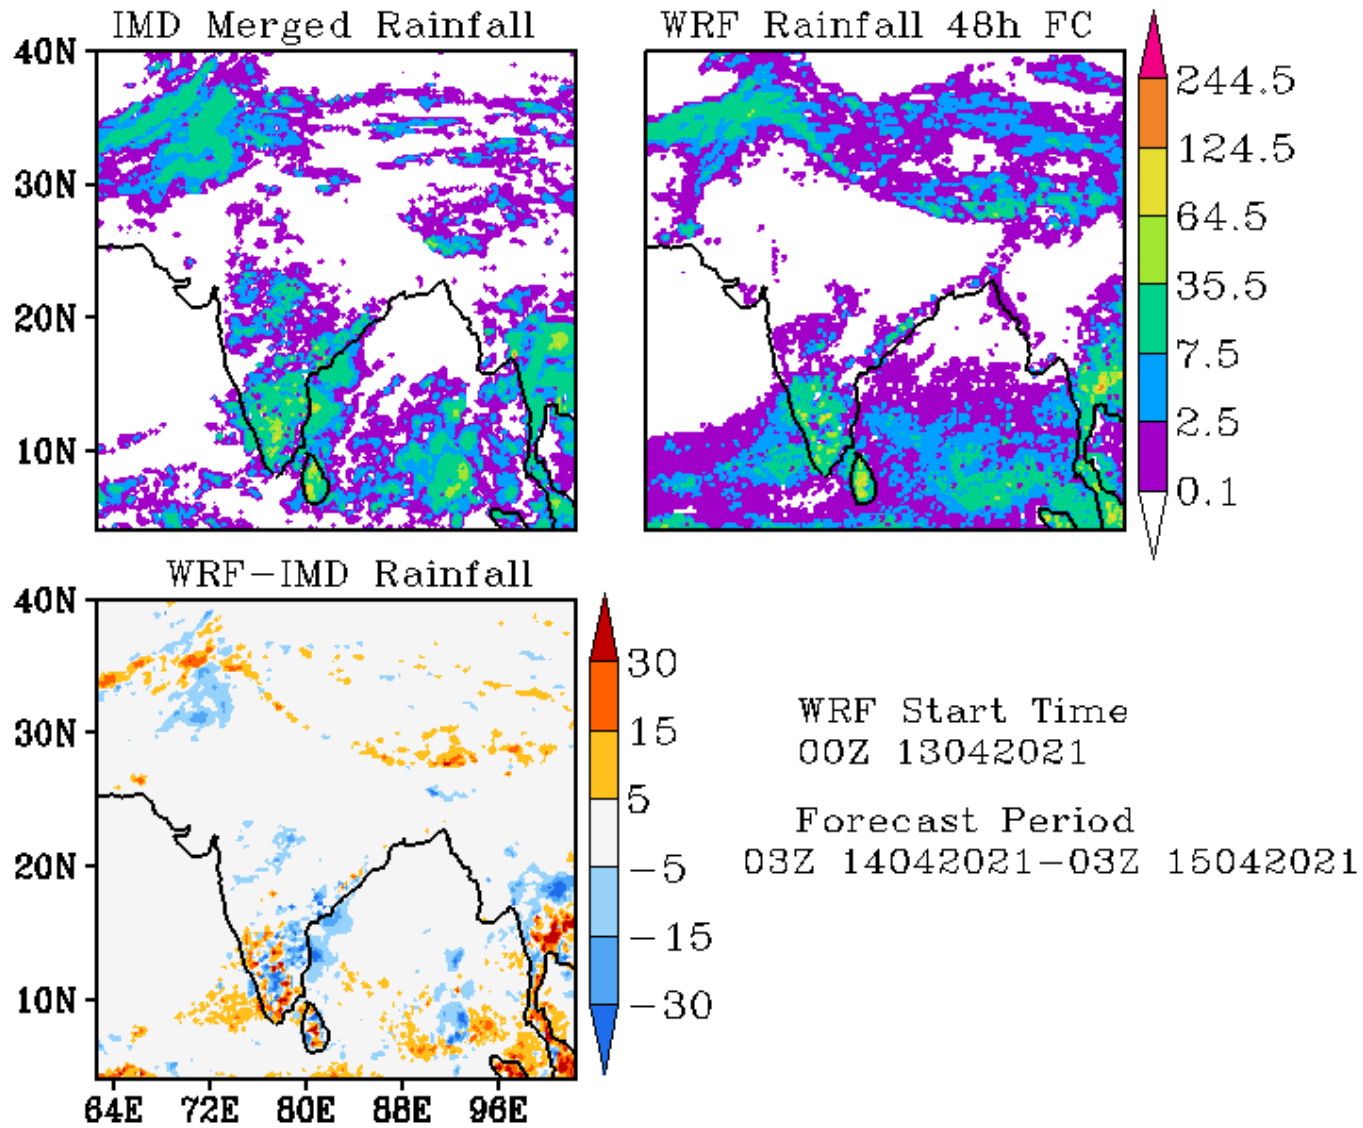 IMD Merged Rainfall
WRF Rainfall 48h FC
40N
30N
20N
10N
244.5
124.5
64.5
35.5
7.5
2.5
0.1
WRF-IMD Rainfall
40N
30N
20N
10N
64E 72E 80E 88E 96E
30
15
5
-5
-15
-30
WRF Start Time
00Z 13042021
Forecast Period
03Z 14042021-03Z 15042021